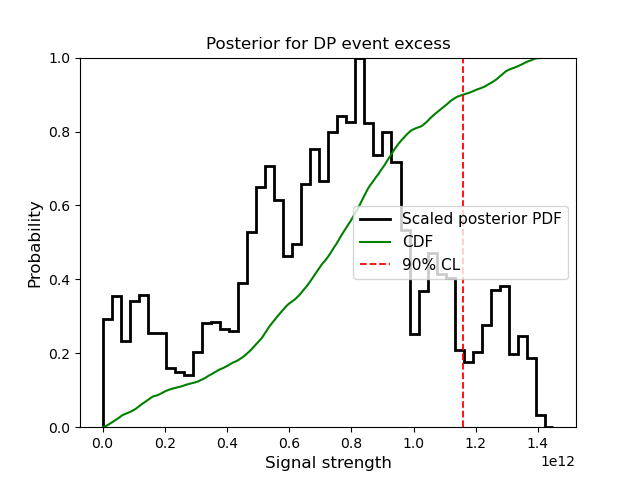 Posterior for DP event excess
1.0
0.8
0.6
0.4
0.2
0.0
Probability
Scaled posterior PDF
CDF
90% CL
0.0 0.2 0.4 0.6 0.8 1.0 1.2 1.4
1e12
Signal strength